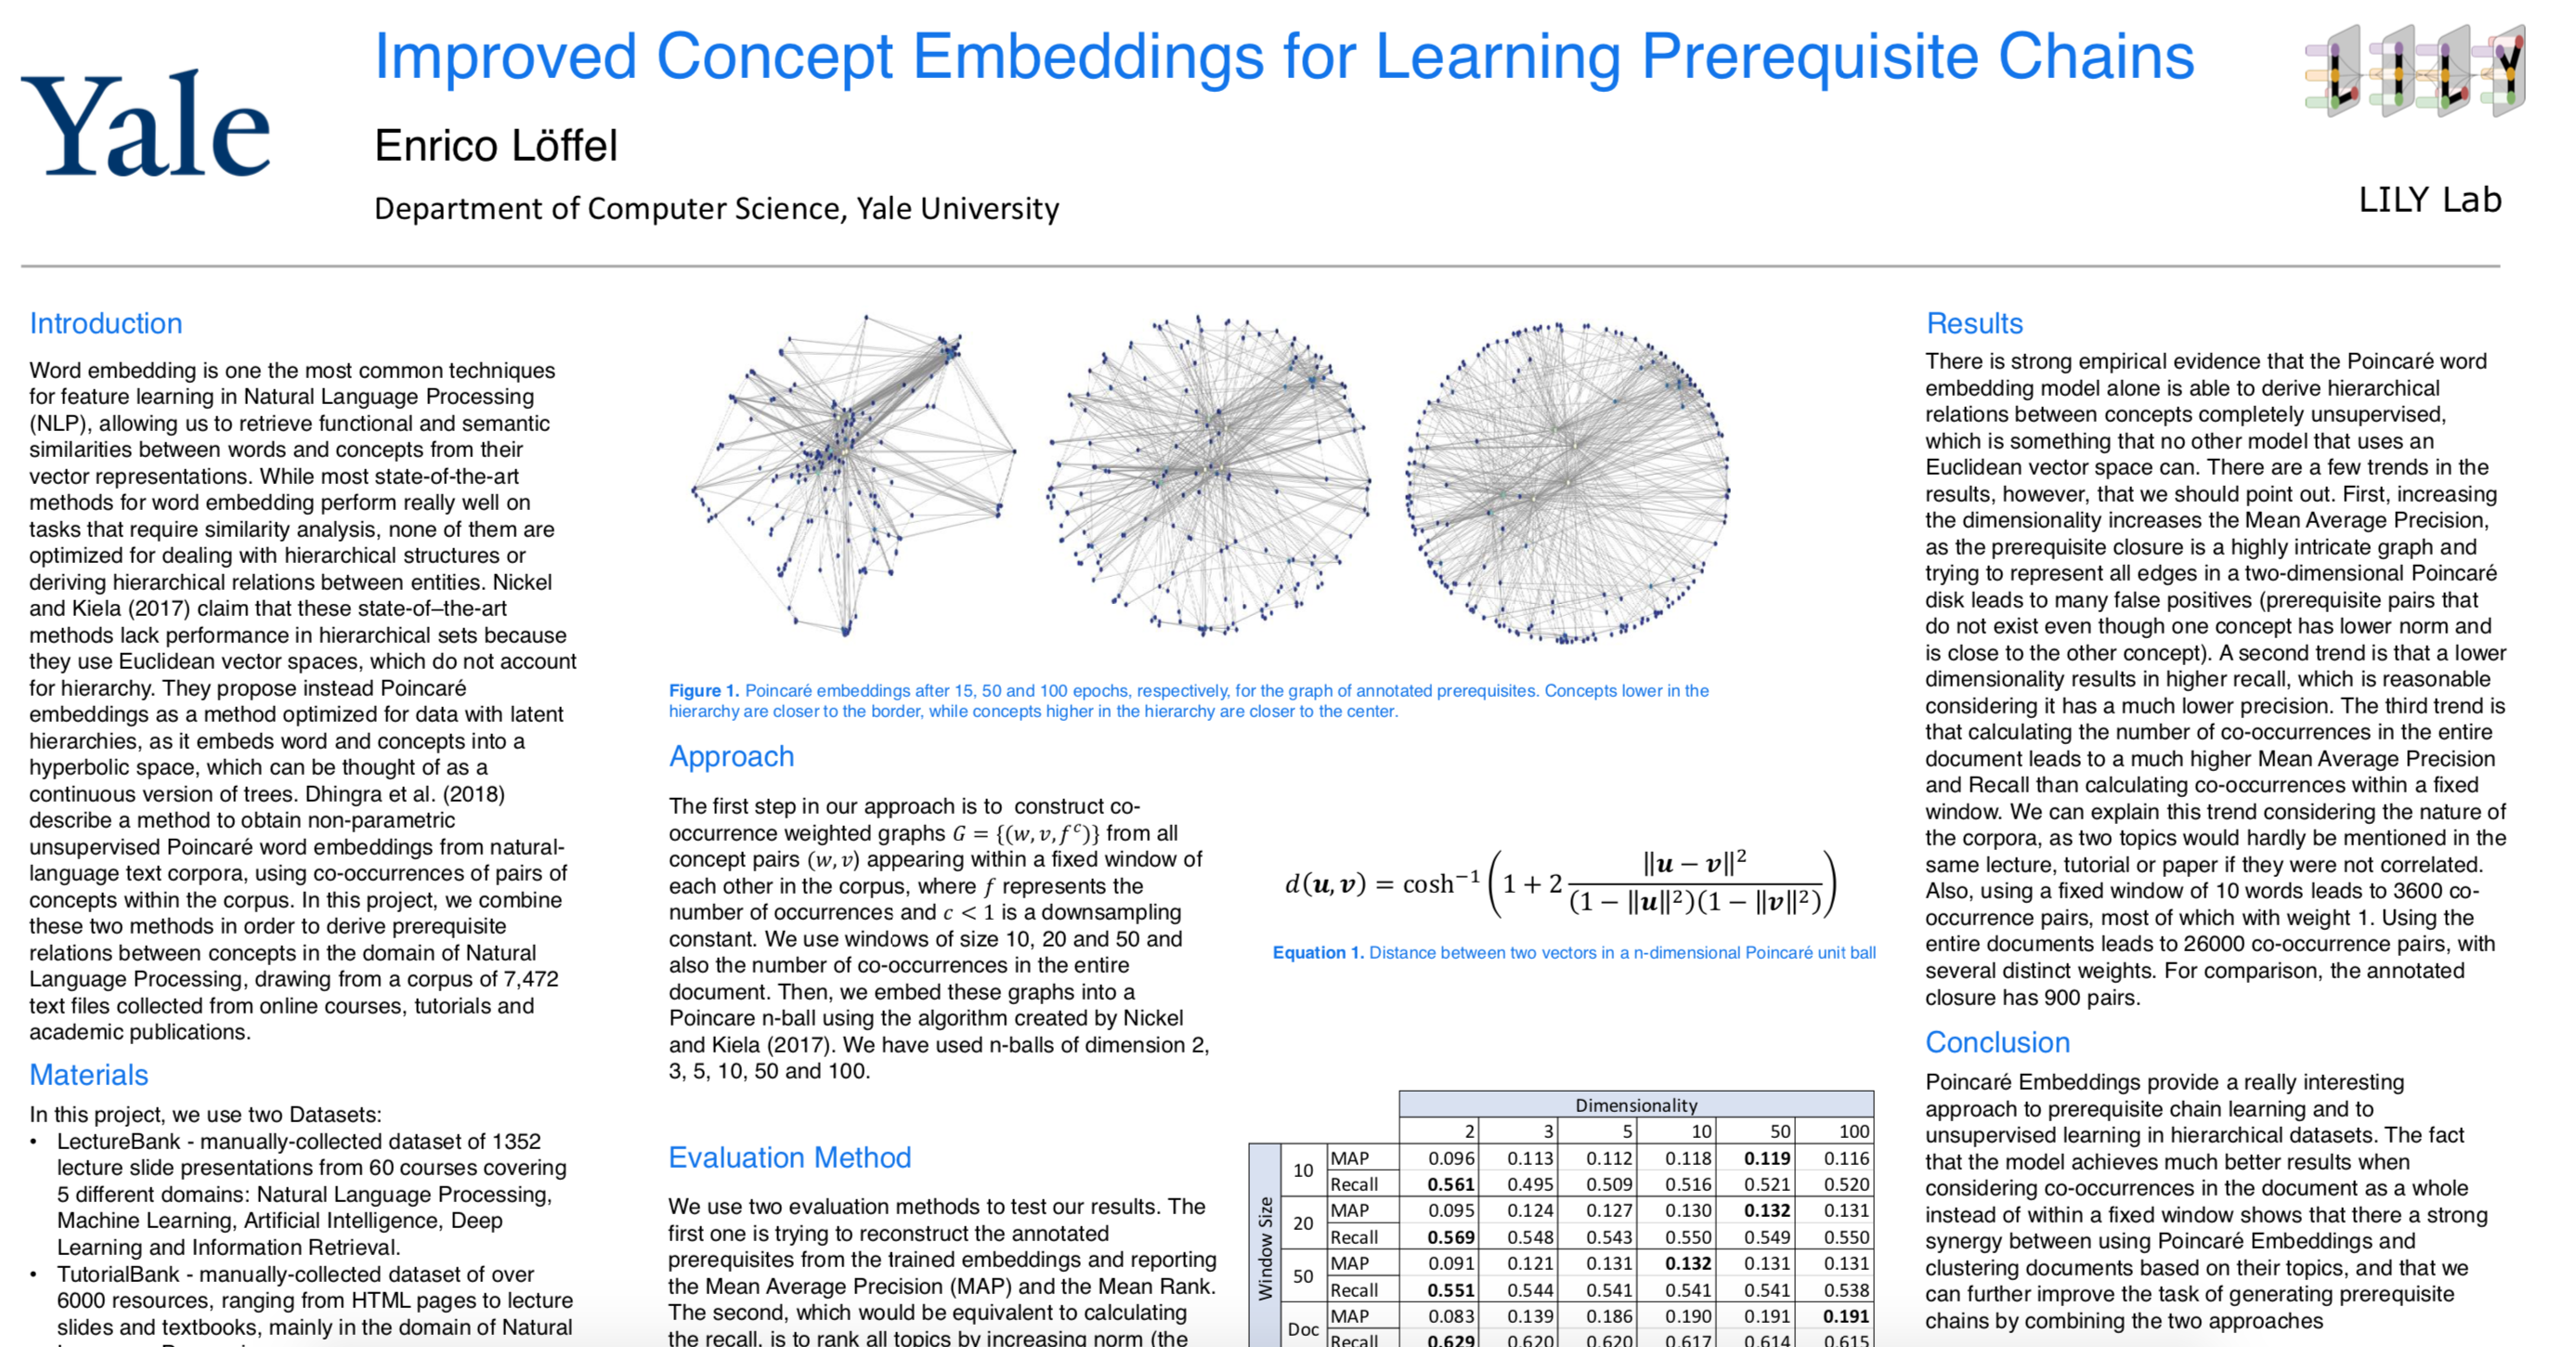 Yale
Improved Concept Embeddings for Learning Prerequisite Chains
Enrico Löffel
Department of Computer Science, Yale University
LILY
LILY Lab
Introduction
Word embedding is one the most common techniques
for feature learning in Natural Language Processing
(NLP), allowing us to retrieve functional and semantic
similarities between words and concepts from their
vector representations. While most state-of-the-art
methods for word embedding perform really well on
tasks that require similarity analysis, none of them are
optimized for dealing with hierarchical structures or
deriving hierarchical relations between entities. Nickel
and Kiela (2017) claim that these state-of–the-art
methods lack performance in hierarchical sets because
they use Euclidean vector spaces, which do not account
for hierarchy. They propose instead Poincaré
embeddings as a method optimized for data with latent
hierarchies, as it embeds word and concepts into a
hyperbolic space, which can be thought of as a
continuous version of trees. Dhingra et al. (2018)
describe a method to obtain non-parametric
unsupervised Poincaré word embeddings from natural-
language text corpora, using co-occurrences of pairs of
concepts within the corpus. In this project, we combine
these two methods in order to derive prerequisite
relations between concepts in the domain of Natural
Language Processing, drawing from a corpus of 7,472
text files collected from online courses, tutorials and
academic publications.
Materials
In this project, we use two Datasets:
• LectureBank - manually-collected dataset of 1352
lecture slide presentations from 60 courses covering
5 different domains: Natural Language Processing,
Machine Learning, Artificial Intelligence, Deep
Learning and Information Retrieval.
• TutorialBank - manually-collected dataset of over
6000 resources, ranging from HTML pages to lecture
slides and textbooks, mainly in the domain of Natural
Figure 1. Poincaré embeddings after 15, 50 and 100 epochs, respectively, for the graph of annotated prerequisites. Concepts lower in the
hierarchy are closer to the border, while concepts higher in the hierarchy are closer to the center.
Approach
The first step in our approach is to construct co-
occurrence weighted graphs G = {(w, v, f^c)} from all
concept pairs (w, v) appearing within a fixed window of
each other in the corpus, where f represents the
number of occurrences and c < 1 is a downsampling
constant. We use windows of size 10, 20 and 50 and
also the number of co-occurrences in the entire
document. Then, we embed these graphs into a
Poincare n-ball using the algorithm created by Nickel
and Kiela (2017). We have used n-balls of dimension 2,
3, 5, 10, 50 and 100.
Evaluation Method
We use two evaluation methods to test our results. The
first one is trying to reconstruct the annotated
prerequisites from the trained embeddings and reporting
the Mean Average Precision (MAP) and the Mean Rank.
The second, which would be equivalent to calculating
the recall, is to rank all topics by increasing norm (the
d(u, v) = cosh⁻¹(1 + 2 ‖u − v‖² / (1 − ‖u‖²)(1 − ‖v‖²))
Equation 1. Distance between two vectors in a n-dimensional Poincaré unit ball
Dimensionality
2 3 5 10 50 100
Window Size
10 MAP 0.096 0.113 0.112 0.118 0.119 0.116
Recall 0.561 0.495 0.509 0.516 0.521 0.520
20 MAP 0.095 0.124 0.127 0.130 0.132 0.131
Recall 0.569 0.548 0.543 0.550 0.549 0.550
50 MAP 0.091 0.121 0.131 0.132 0.131 0.131
Recall 0.551 0.544 0.541 0.541 0.541 0.538
Doc MAP 0.083 0.139 0.186 0.190 0.191 0.191
Recall 0.629 0.620 0.620 0.617 0.614 0.615
Results
There is strong empirical evidence that the Poincaré word
embedding model alone is able to derive hierarchical
relations between concepts completely unsupervised,
which is something that no other model that uses an
Euclidean vector space can. There are a few trends in the
results, however, that we should point out. First, increasing
the dimensionality increases the Mean Average Precision,
as the prerequisite closure is a highly intricate graph and
trying to represent all edges in a two-dimensional Poincaré
disk leads to many false positives (prerequisite pairs that
do not exist even though one concept has lower norm and
is close to the other concept). A second trend is that a lower
dimensionality results in higher recall, which is reasonable
considering it has a much lower precision. The third trend is
that calculating the number of co-occurrences in the entire
document leads to a much higher Mean Average Precision
and Recall than calculating co-occurrences within a fixed
window. We can explain this trend considering the nature of
the corpora, as two topics would hardly be mentioned in the
same lecture, tutorial or paper if they were not correlated.
Also, using a fixed window of 10 words leads to 3600 co-
occurrence pairs, most of which with weight 1. Using the
entire documents leads to 26000 co-occurrence pairs, with
several distinct weights. For comparison, the annotated
closure has 900 pairs.
Conclusion
Poincaré Embeddings provide a really interesting
approach to prerequisite chain learning and to
unsupervised learning in hierarchical datasets. The fact
that the model achieves much better results when
considering co-occurrences in the document as a whole
instead of within a fixed window shows that there a strong
synergy between using Poincaré Embeddings and
clustering documents based on their topics, and that we
can further improve the task of generating prerequisite
chains by combining the two approaches